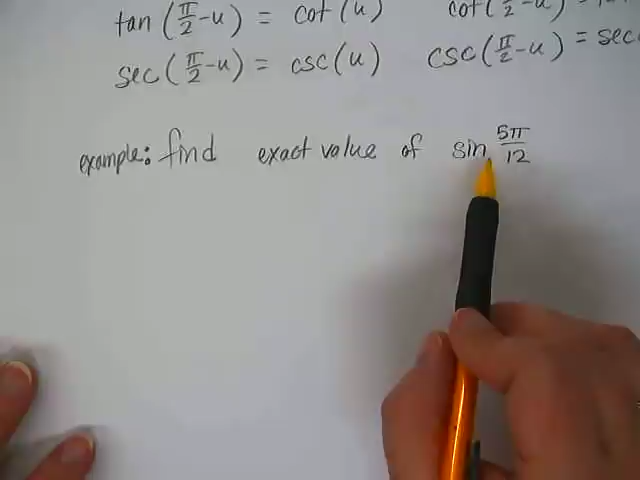 tan (π/2 - u) = cot (u) cot (π/2 - u) =
sec (π/2 - u) = csc (u) csc (π/2 - u) = sec
example: find exact value of sin 5π/12